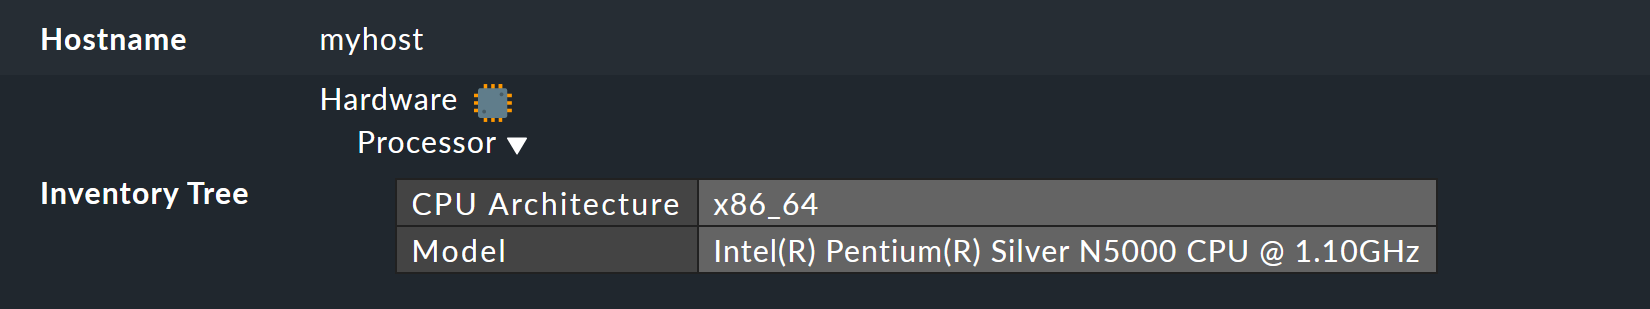 Hostname myhost
Hardware
Processor
Inventory Tree
CPU Architecture x86_64
Model Intel(R) Pentium(R) Silver N5000 CPU @ 1.10GHz